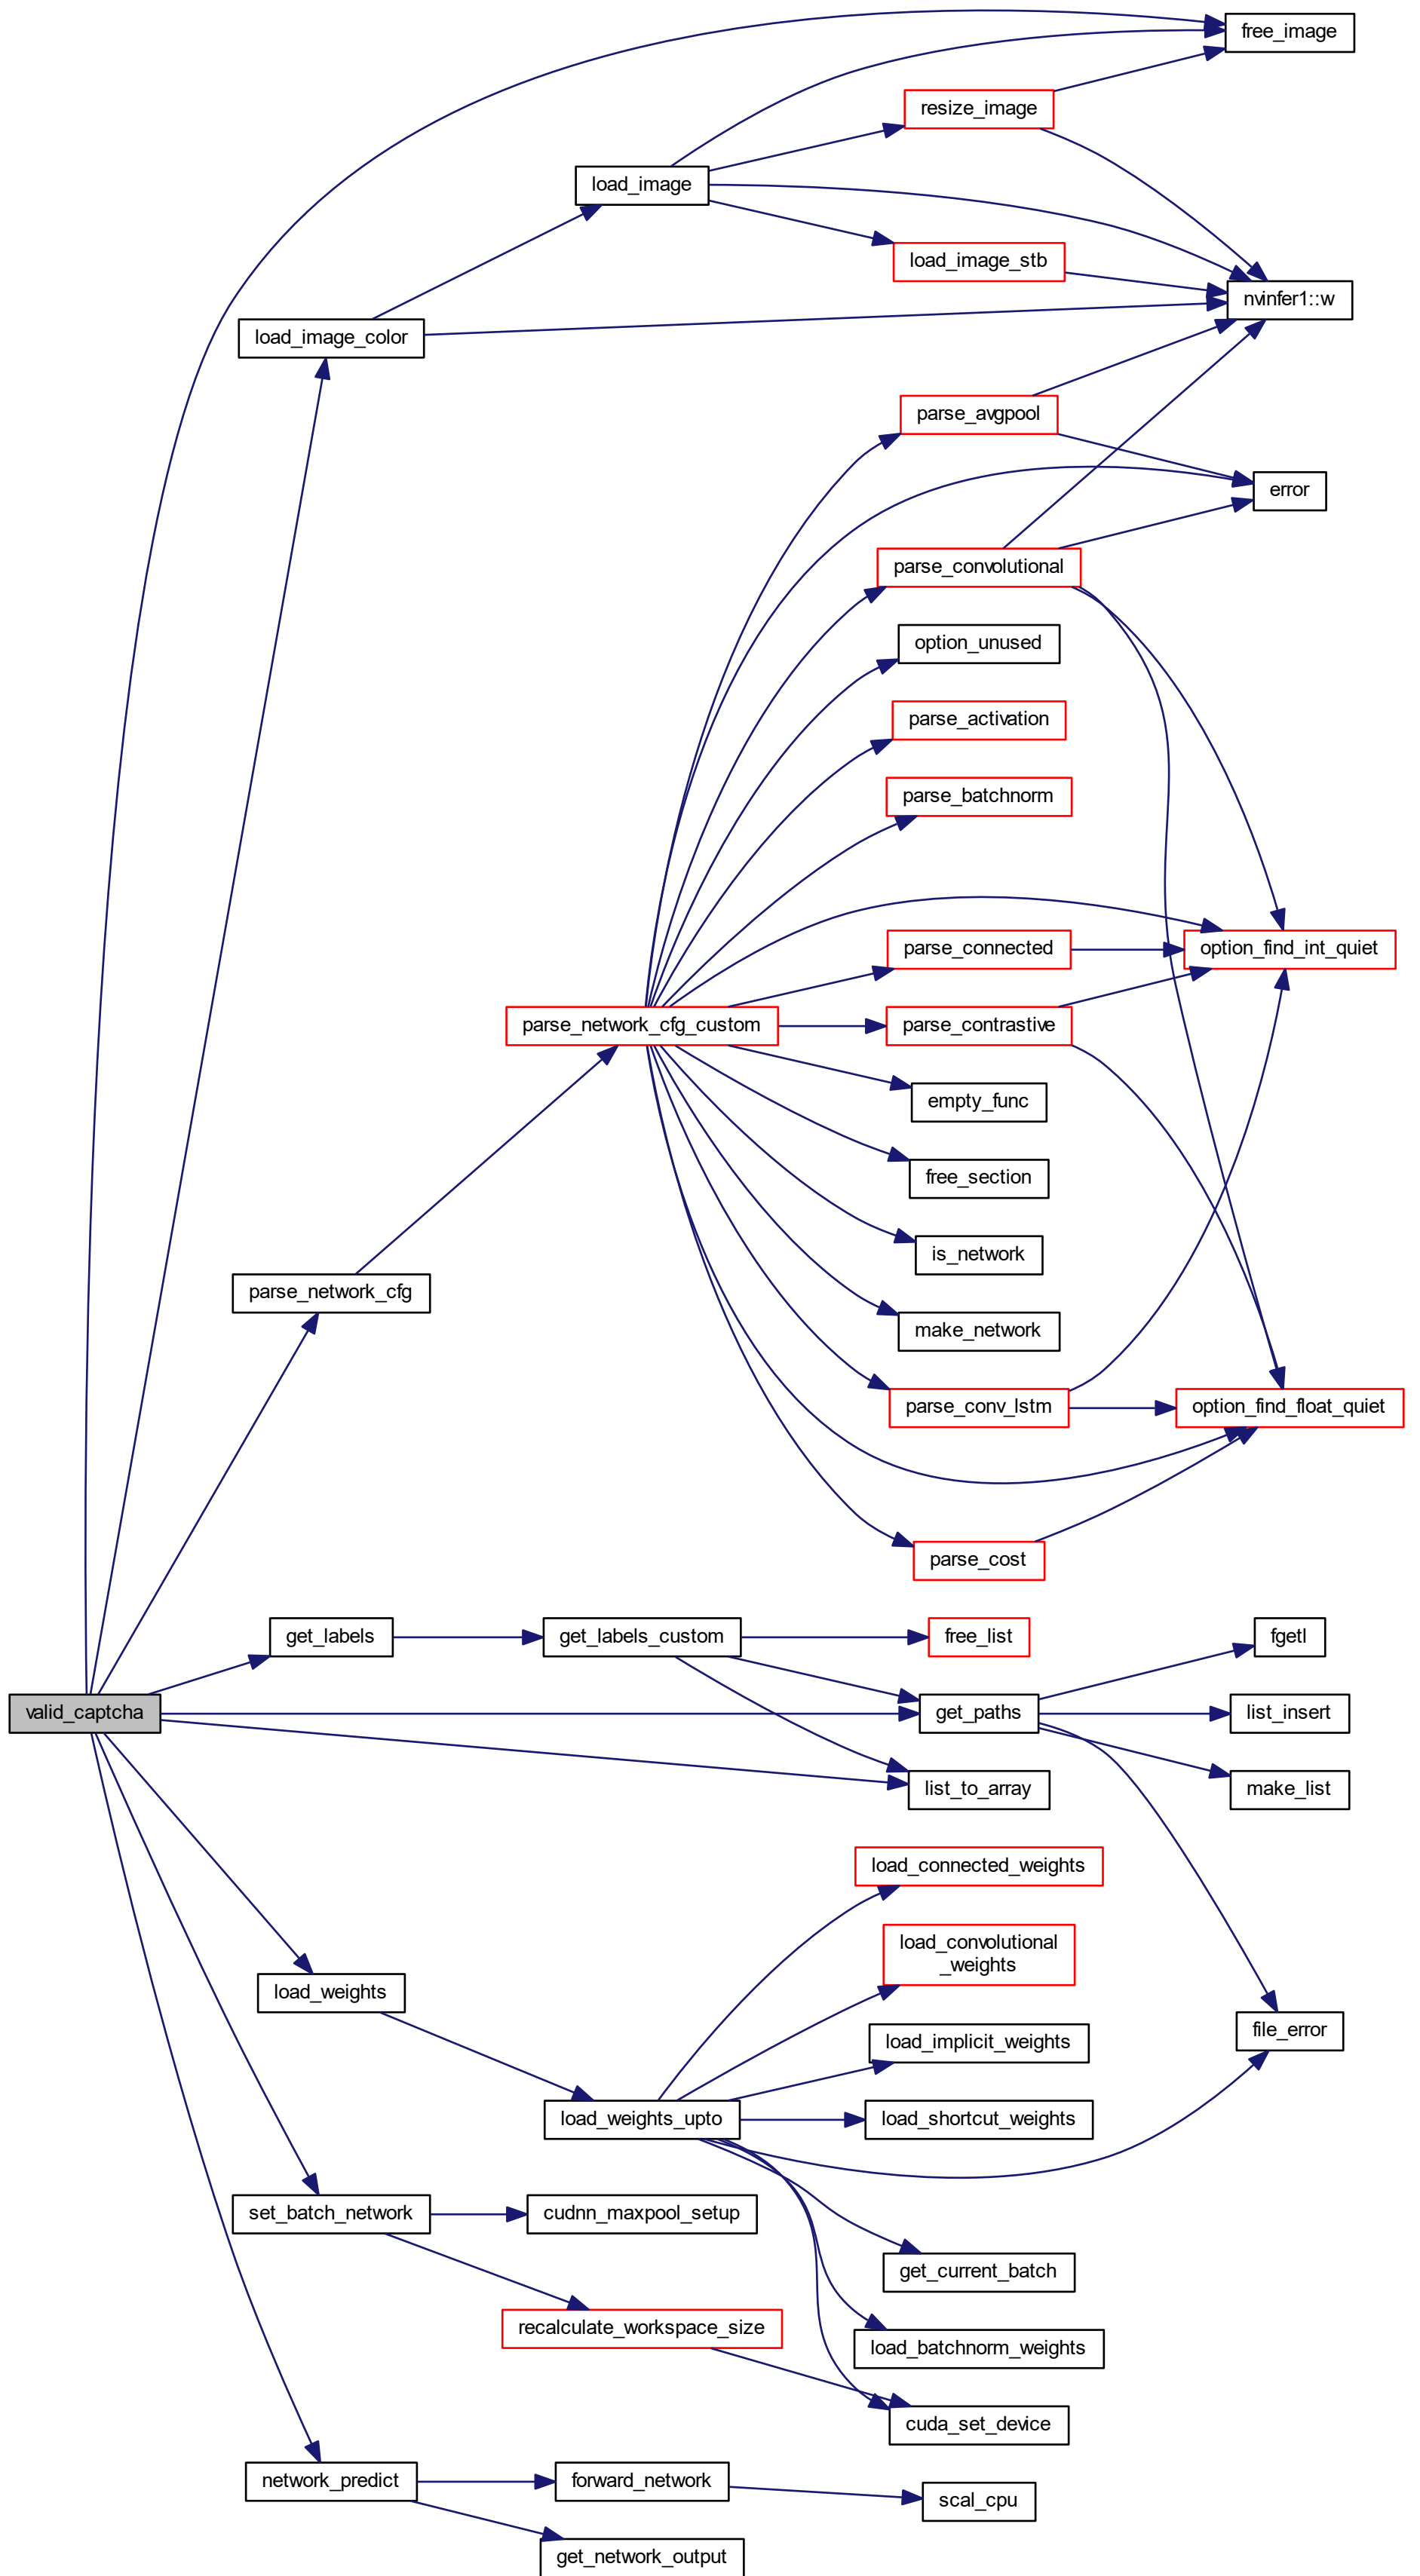 free_image
resize_image
load_image
load_image_stb
nvinfer1::w
load_image_color
parse_avgpool
error
parse_convolutional
option_unused
parse_activation
parse_batchnorm
parse_connected
option_find_int_quiet
parse_network_cfg_custom
parse_contrastive
empty_func
free_section
is_network
parse_network_cfg
make_network
parse_conv_lstm
option_find_float_quiet
parse_cost
get_labels
get_labels_custom
free_list
fgetl
valid_captcha
get_paths
list_insert
list_to_array
make_list
load_connected_weights
load_convolutional
_weights
load_weights
load_implicit_weights
file_error
load_weights_upto
load_shortcut_weights
set_batch_network
cudnn_maxpool_setup
get_current_batch
recalculate_workspace_size
load_batchnorm_weights
cuda_set_device
network_predict
forward_network
scal_cpu
get_network_output